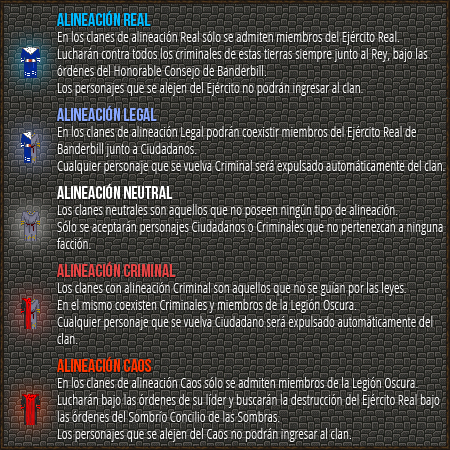 ALINEACIÓN REAL
En los clanes de alineación Real sólo se admiten miembros del Ejército Real.
Lucharán contra todos los criminales de estas tierras siempre junto al Rey, bajo las
órdenes del Honorable Consejo de Banderbill.
Los personajes que se alejen del Ejército no podrán ingresar al clan.
ALINEACIÓN LEGAL
En los clanes de alineación Legal podrán coexistir miembros del Ejército Real de
Banderbill junto a Ciudadanos.
Cualquier personaje que se vuelva Criminal será expulsado automáticamente del clan.
ALINEACIÓN NEUTRAL
Los clanes neutrales son aquellos que no poseen ningún tipo de alineación.
Sólo se aceptarán personajes Ciudadanos o Criminales que no pertenezcan a ninguna
facción.
ALINEACIÓN CRIMINAL
Los clanes con alineación Criminal son aquellos que no se guían por las leyes.
En el mismo coexisten Criminales y miembros de la Legión Oscura.
Cualquier personaje que se vuelva Ciudadano será expulsado automáticamente del
clan.
ALINEACIÓN CAOS
En los clanes de alineación Caos sólo se admiten miembros de la Legión Oscura.
Lucharán bajo las órdenes de su líder y buscarán la destrucción del Ejército Real bajo
las órdenes del Sombrío Concilio de las Sombras.
Los personajes que se alejen del Caos no podrán ingresar al clan.